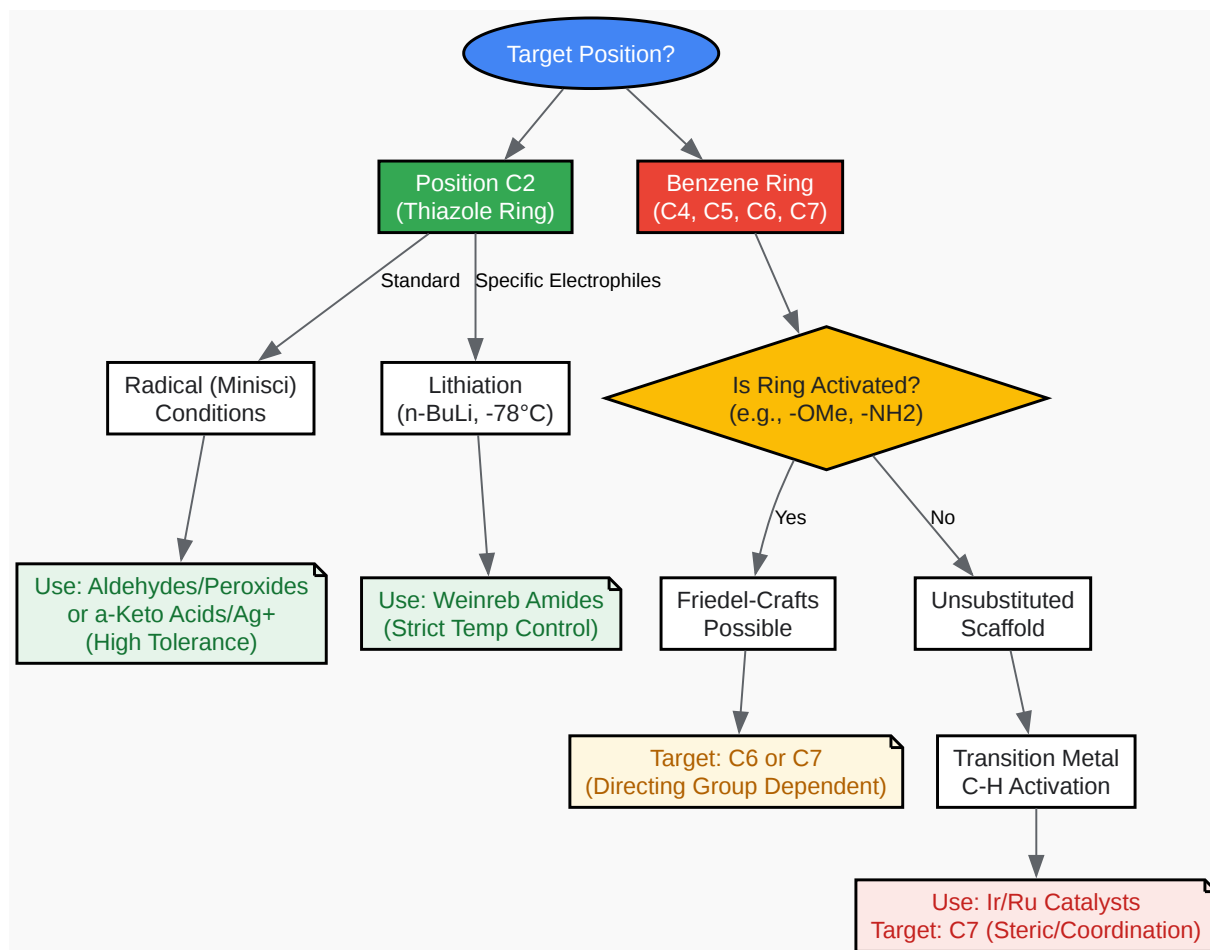 Target Position?
Position C2
(Thiazole Ring)
Benzene Ring
(C4, C5, C6, C7)
Standard
Specific Electrophiles
Radical (Minisci)
Conditions
Lithiation
(n-BuLi, -78°C)
Is Ring Activated?
(e.g., -OMe, -NH2)
Yes
No
Use: Aldehydes/Peroxides
or a-Keto Acids/Ag+
(High Tolerance)
Use: Weinreb Amides
(Strict Temp Control)
Friedel-Crafts
Possible
Unsubstituted
Scaffold
Target: C6 or C7
(Directing Group Dependent)
Transition Metal
C-H Activation
Use: Ir/Ru Catalysts
Target: C7 (Steric/Coordination)